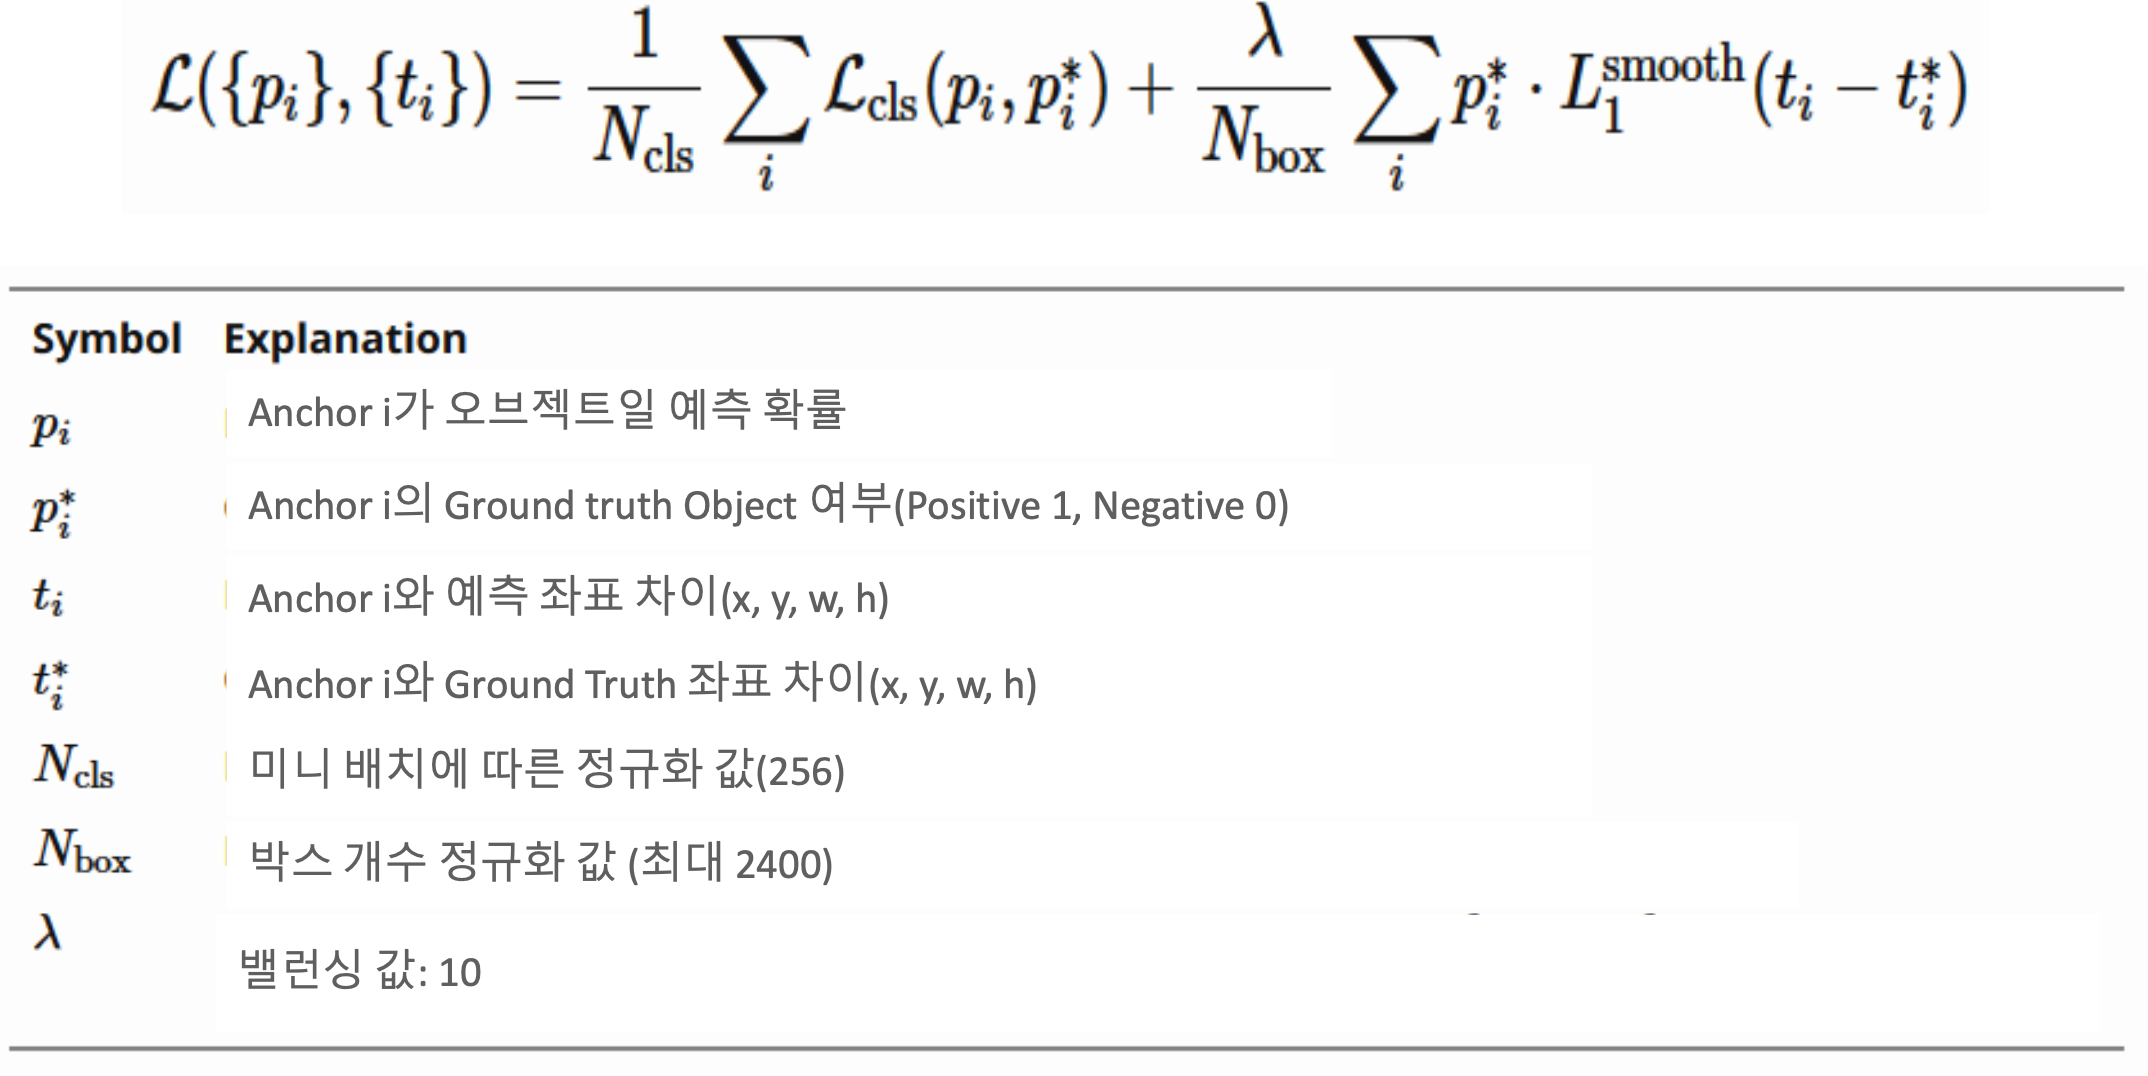 $\mathcal{L}(\{p_i\}, \{t_i\}) = \frac{1}{N_{\text{cls}}} \sum_i \mathcal{L}_{\text{cls}}(p_i, p_i^*) + \frac{\lambda}{N_{\text{box}}} \sum_i p_i^* \cdot L_1^{\text{smooth}}(t_i - t_i^*)$
Symbol Explanation
$p_i$ Anchor i가 오브젝트일 예측 확률
$p_i^*$ Anchor i의 Ground truth Object 여부(Positive 1, Negative 0)
$t_i$ Anchor i와 예측 좌표 차이(x, y, w, h)
$t_i^*$ Anchor i와 Ground Truth 좌표 차이(x, y, w, h)
$N_{\text{cls}}$ 미니 배치에 따른 정규화 값(256)
$N_{\text{box}}$ 박스 개수 정규화 값 (최대 2400)
$\lambda$ 밸런싱 값: 10